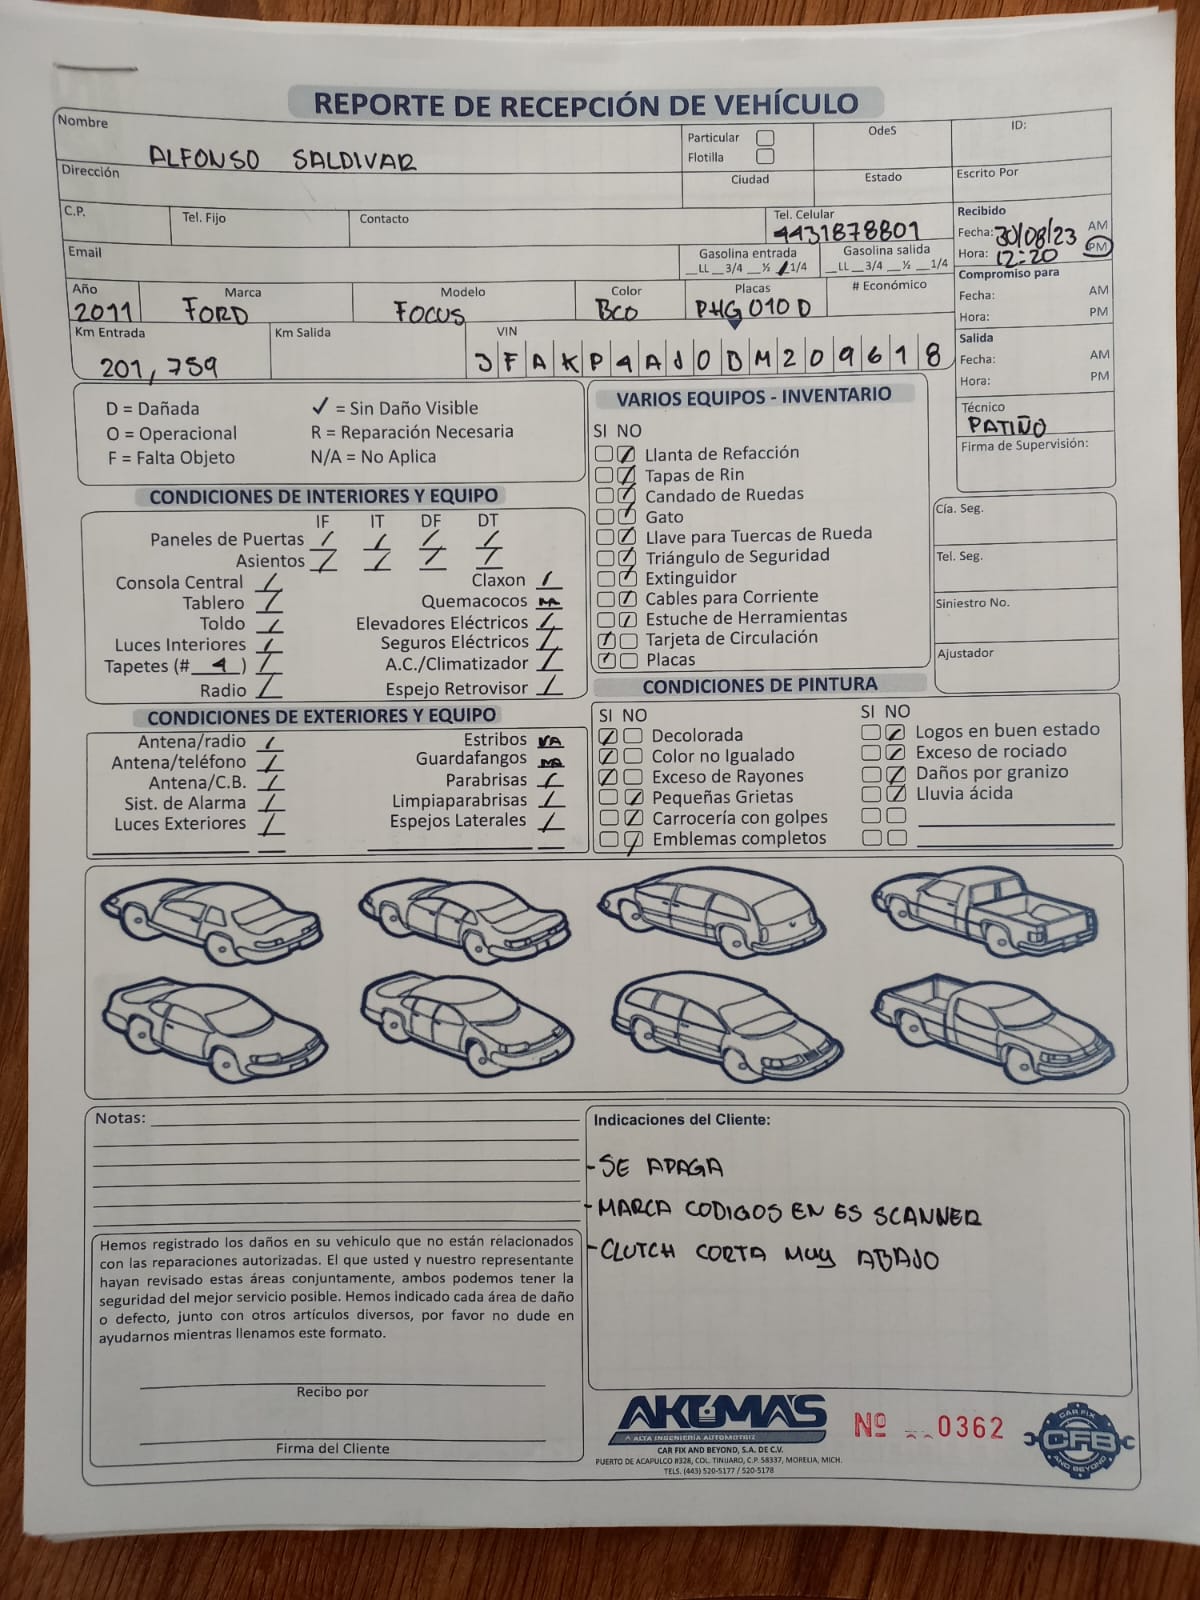 REPORTE DE RECEPCIÓN DE VEHÍCULO
Nombre
ALFONSO SALDIVAR
Particular
Flotilla
OdeS
ID:
Dirección
Ciudad
Estado
Escrito Por
C.P.
Tel. Fijo
Contacto
Tel. Celular
4431878801
Recibido
Fecha: 30/08/23 AM
Hora: 12:20 PM
Email
Gasolina entrada
__LL __3/4 __½ __1/4
Gasolina salida
__LL __3/4 __½ __1/4
Compromiso para
Fecha: AM
Hora: PM
Año
2011
Marca
FORD
Modelo
FOCUS
Color
BCO
Placas
PHG 010 D
# Económico
Km Entrada
201,759
Km Salida
VIN
3FAKP4AJ0BM209618
Salida
Fecha: AM
Hora: PM
Técnico
PATIÑO
Firma de Supervisión:
D = Dañada ✓ = Sin Daño Visible
O = Operacional R = Reparación Necesaria
F = Falta Objeto N/A = No Aplica
CONDICIONES DE INTERIORES Y EQUIPO
IF IT DF DT
Paneles de Puertas
Asientos
Consola Central
Claxon
Tablero
Quemacocos NA
Toldo
Elevadores Eléctricos
Luces Interiores
Seguros Eléctricos
Tapetes (# 4 )
A.C./Climatizador
Radio
Espejo Retrovisor
VARIOS EQUIPOS - INVENTARIO
SI NO
Llanta de Refacción
Tapas de Rin
Candado de Ruedas
Gato
Llave para Tuercas de Rueda
Triángulo de Seguridad
Extinguidor
Cables para Corriente
Estuche de Herramientas
Tarjeta de Circulación
Placas
Cía. Seg.
Tel. Seg.
Siniestro No.
Ajustador
CONDICIONES DE EXTERIORES Y EQUIPO
Antena/radio
Estribos NA
Antena/teléfono
Guardafangos NA
Antena/C.B.
Parabrisas
Sist. de Alarma
Limpiaparabrisas
Luces Exteriores
Espejos Laterales
CONDICIONES DE PINTURA
SI NO
Decolorada
Color no Igualado
Exceso de Rayones
Pequeñas Grietas
Carrocería con golpes
Emblemas completos
SI NO
Logos en buen estado
Exceso de rociado
Daños por granizo
Lluvia ácida
Notas:
Hemos registrado los daños en su vehiculo que no están relacionados
con las reparaciones autorizadas. El que usted y nuestro representante
hayan revisado estas áreas conjuntamente, ambos podemos tener la
seguridad del mejor servicio posible. Hemos indicado cada área de daño
o defecto, junto con otros artículos diversos, por favor no dude en
ayudarnos mientras llenamos este formato.
Recibo por
Firma del Cliente
Indicaciones del Cliente:
-SE APAGA
-MARCA CODIGOS EN ES SCANNER
-CLUTCH CORTA MUY ABAJO
AKUMA'S
ALTA INGENIERÍA AUTOMOTRIZ
CAR FIX AND BEYOND, S.A. DE C.V.
PUERTO DE ACAPULCO #328, COL. TINIJARO, C.P. 58337, MORELIA, MICH.
TELS. (443) 520-5177 / 520-5178
Nº 0362
CAR FIX
CFB
AND BEYOND